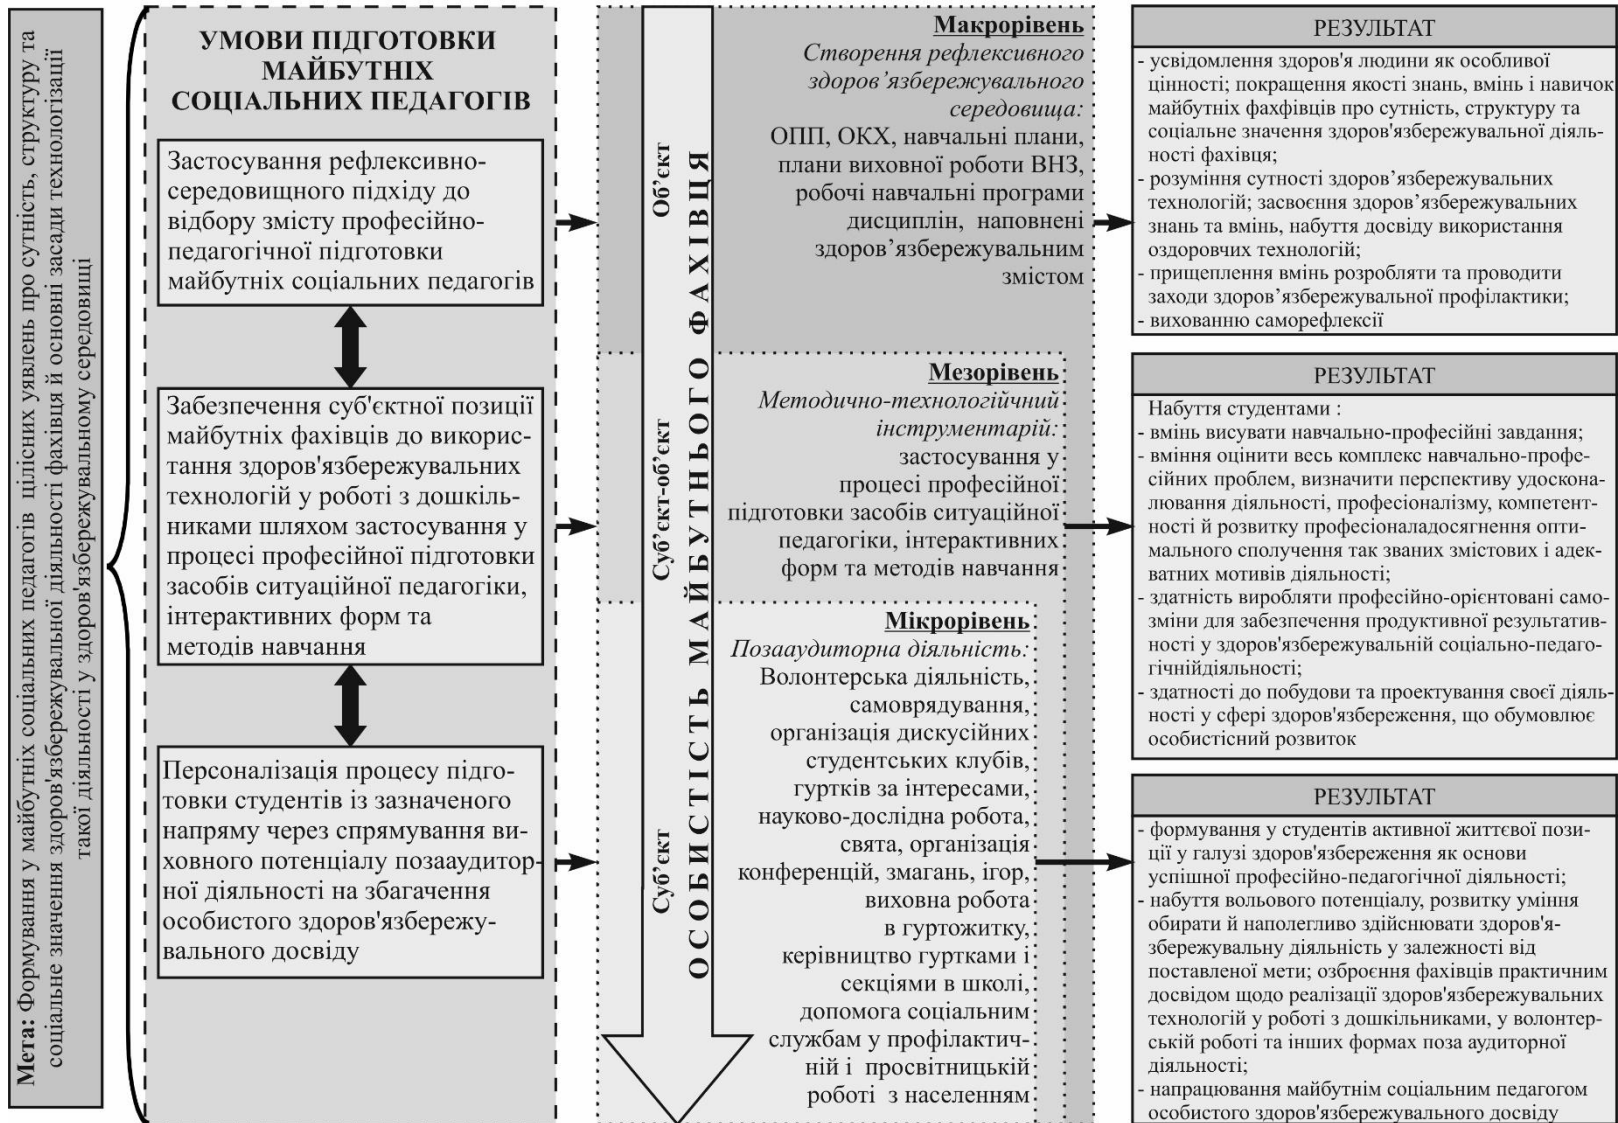 Мета: Формування у майбутніх соціальних педагогів цілісних уявлень про сутність, структуру та
соціальне значення здоров'язбережувальної діяльності фахівця й основні засади технологізації
такої діяльності у здоров'язбережувальному середовищі
УМОВИ ПІДГОТОВКИ
МАЙБУТНІХ
СОЦІАЛЬНИХ ПЕДАГОГІВ
Застосування рефлексивно-
середовищного підхіду до
відбору змісту професійно-
педагогічної підготовки
майбутніх соціальних педагогів
Забезпечення суб'єктної позиції
майбутніх фахівців до викорис-
тання здоров'язбережувальних
технологій у роботі з дошкіль-
никами шляхом застосування у
процесі професійної підготовки
засобів ситуаційної педагогіки,
інтерактивних форм та
методів навчання
Персоналізація процесу підго-
товки студентів із зазначеного
напряму через спрямування ви-
ховного потенціалу позааудитор-
ної діяльності на збагачення
особистого здоров'язбережу-
вального досвіду
Об’єкт
Суб’єкт-об’єкт
Суб’єкт
ОСОБИСТІСТЬ МАЙБУТНЬОГО ФАХІВЦЯ
Макрорівень
Створення рефлексивного
здоров’язбережувального
середовища:
ОПП, ОКХ, навчальні плани,
плани виховної роботи ВНЗ,
робочі навчальні програми
дисциплін, наповнені
здоров’язбережувальним
змістом
Мезорівень
Методично-технологійчний
інструментарій:
застосування у
процесі професійної
підготовки засобів ситуаційної
педагогіки, інтерактивних
форм та методів навчання
Мікрорівень
Позааудиторна діяльність:
Волонтерська діяльність,
самоврядування,
організація дискусійних
студентських клубів,
гуртків за інтересами,
науково-дослідна робота,
свята, організація
конференцій, змагань, ігор,
виховна робота
в гуртожитку,
керівництво гуртками і
секціями в школі,
допомога соціальним
службам у профілактич-
ній і просвітницькій
роботі з населенням
РЕЗУЛЬТАТ
- усвідомлення здоров'я людини як особливої
цінності; покращення якості знань, вмінь і навичок
майбутніх фахфівців про сутність, структуру та
соціальне значення здоров'язбережувальної діяль-
ності фахівця;
- розуміння сутності здоров’язбережувальних
технологій; засвоєння здоров’язбережувальних
знань та вмінь, набуття досвіду використання
оздоровчих технологій;
- прищеплення вмінь розробляти та проводити
заходи здоров’язбережувальної профілактики;
- вихованню саморефлексії
РЕЗУЛЬТАТ
Набуття студентами :
- вмінь висувати навчально-професійні завдання;
- вміння оцінити весь комплекс навчально-профе-
сійних проблем, визначити перспективу удоскона-
лювання діяльності, професіоналізму, компетент-
ності й розвитку професіоналадосягнення опти-
мального сполучення так званих змістових і адек-
ватних мотивів діяльності;
- здатність виробляти професійно-орієнтовані само-
зміни для забезпечення продуктивної результатив-
ності у здоров'язбережувальній соціально-педаго-
гічнійдіяльності;
- здатності до побудови та проектування своєї діяль-
ності у сфері здоров'язбереження, що обумовлює
особистісний розвиток
РЕЗУЛЬТАТ
- формування у студентів активної життєвої пози-
ції у галузі здоров'язбереження як основи
успішної професійно-педагогічної діяльності;
- набуття вольового потенціалу, розвитку уміння
обирати й наполегливо здійснювати здоров'я-
збережувальну діяльність у залежності від
поставленої мети; озброєння фахівців практичним
досвідом щодо реалізації здоров'язбережувальних
технологій у роботі з дошкільниками, у волонтер-
ській роботі та інших формах поза аудиторної
діяльності;
- напрацювання майбутнім соціальним педагогом
особистого здоров'язбережувального досвіду